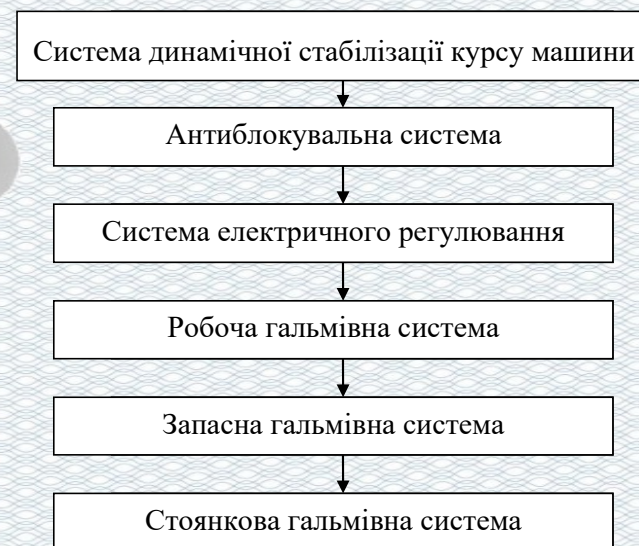 Система динамічної стабілізації курсу машини
Антиблокувальна система
Система електричного регулювання
Робоча гальмівна система
Запасна гальмівна система
Стоянкова гальмівна система